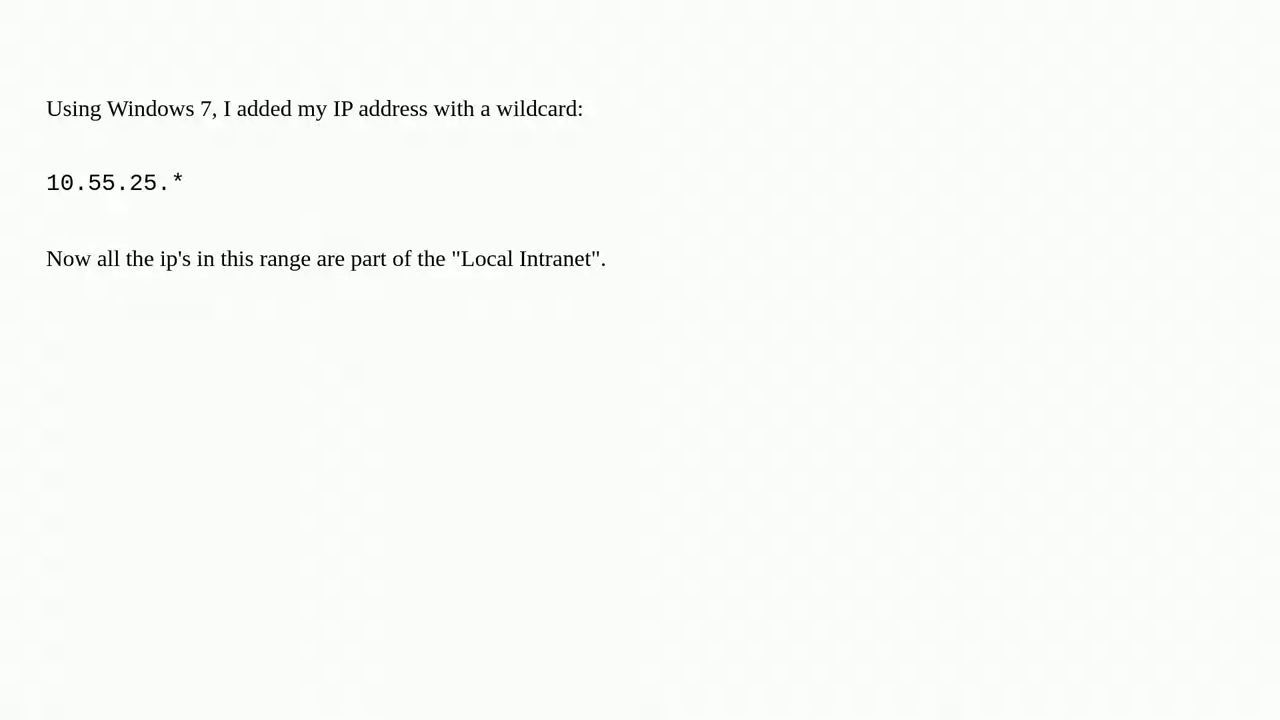 Using Windows 7, I added my IP address with a wildcard:
10.55.25.*
Now all the ip's in this range are part of the "Local Intranet".